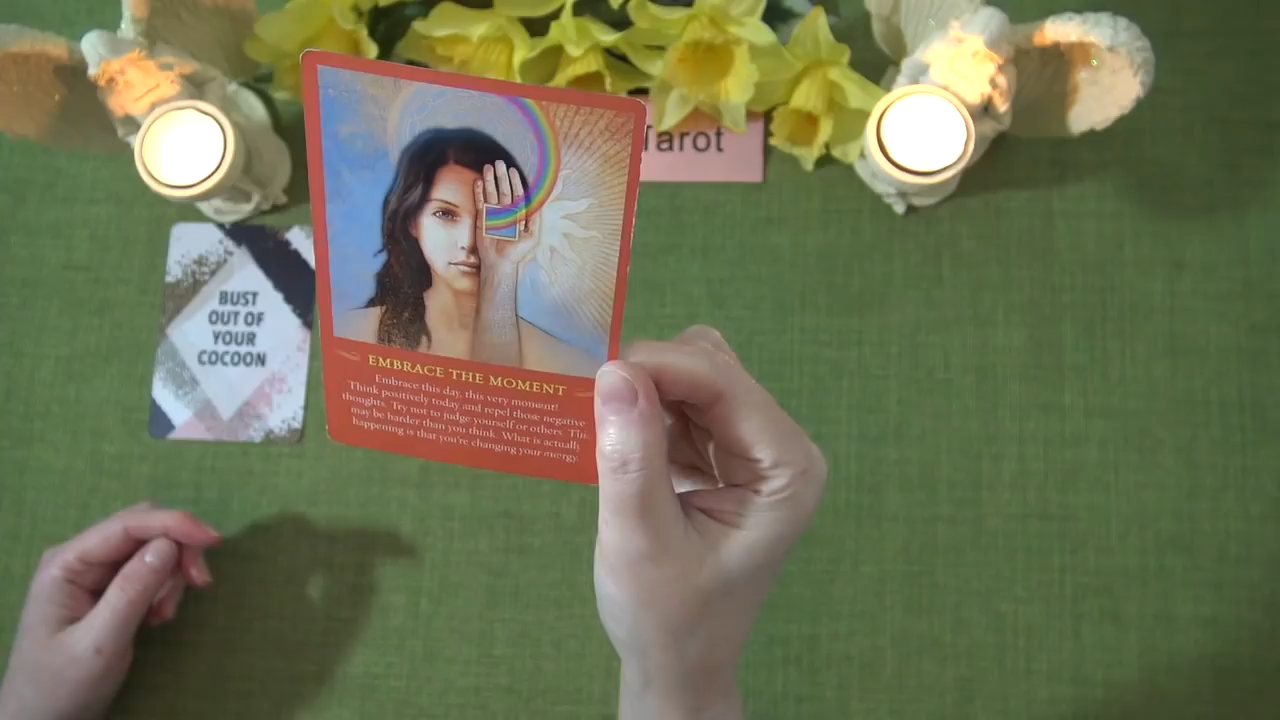 Tarot
BUST
OUT OF
YOUR
COCOON
EMBRACE THE MOMENT
Embrace this day, this very moment!
Think positively today and repel those negative
thoughts. Try not to judge yourself or others. This
may be harder than you think. What is actually
happening is that you're changing your energy.